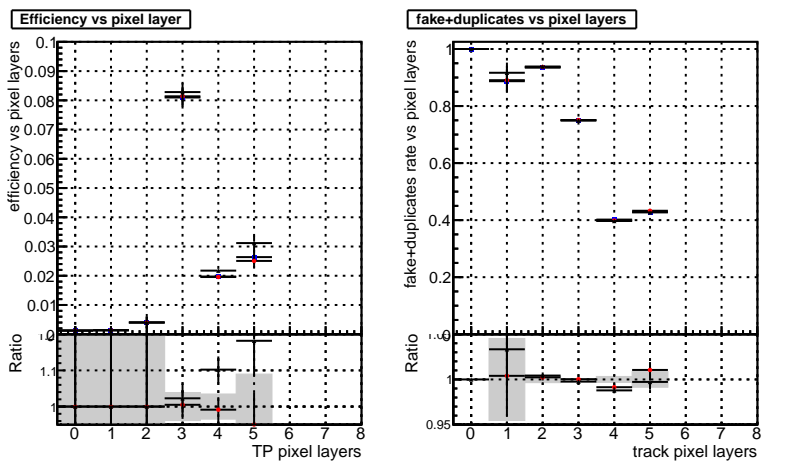 Efficiency vs pixel layer
efficiency vs pixel layers
0.1
0.09
0.08
0.07
0.06
0.05
0.04
0.03
0.02
0.01
0
Ratio
1.1
1
0 1 2 3 4 5 6 7 8
TP pixel layers
fake+duplicates vs pixel layers
fake+duplicates rate vs pixel layers
1
0.8
0.6
0.4
0.2
Ratio
1
0.95
0 1 2 3 4 5 6 7 8
track pixel layers